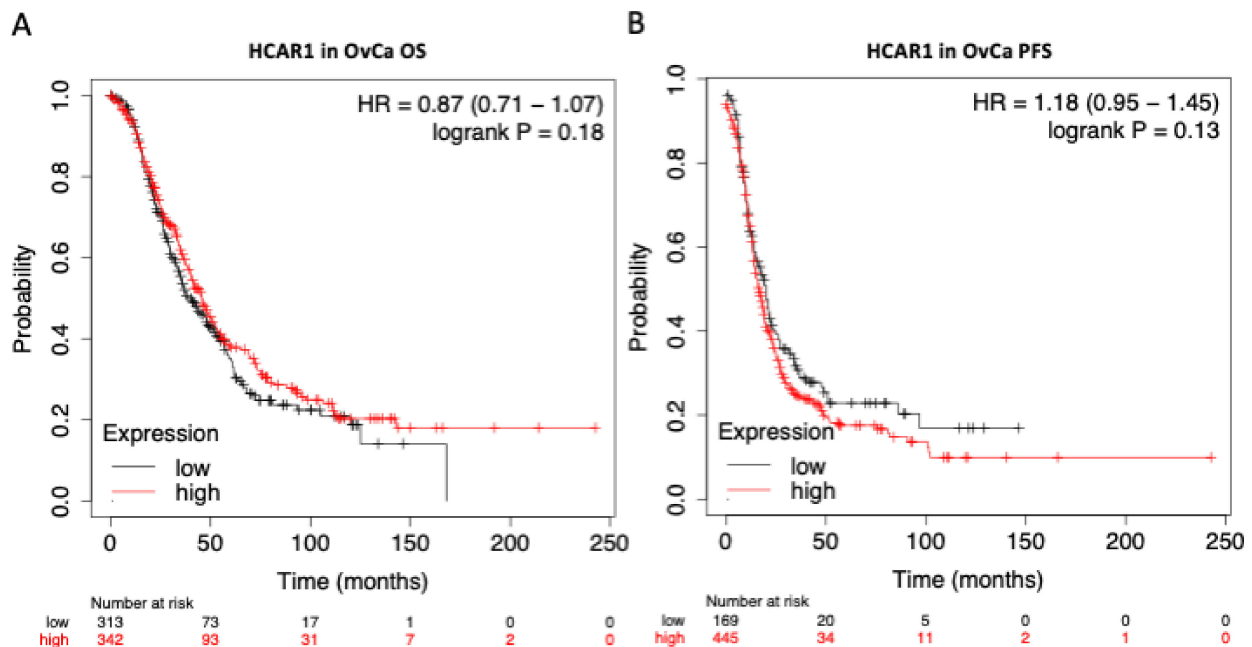 A
HCAR1 in OvCa OS
HR = 0.87 (0.71 − 1.07)
logrank P = 0.18
Probability
1.0
0.8
0.6
0.4
0.2
0.0
Expression
low
high
0 50 100 150 200 250
Time (months)
Number at risk
low 313 73 17 1 0 0
high 342 93 31 7 2 0
B
HCAR1 in OvCa PFS
HR = 1.18 (0.95 − 1.45)
logrank P = 0.13
Probability
1.0
0.8
0.6
0.4
0.2
0.0
Expression
low
high
0 50 100 150 200 250
Time (months)
Number at risk
low 169 20 5 0 0 0
high 445 34 11 2 1 0